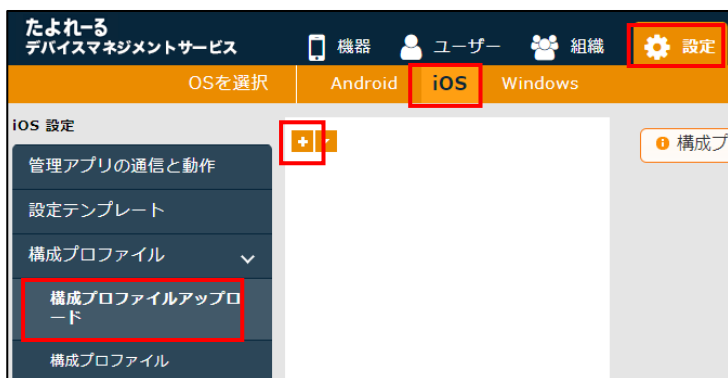 たよれーる
デバイスマネジメントサービス
機器 ユーザー 組織 設定
OSを選択 Android iOS Windows
iOS 設定
管理アプリの通信と動作
設定テンプレート
構成プロファイル
構成プロファイルアップロ
ード
構成プロファイル
構成プ